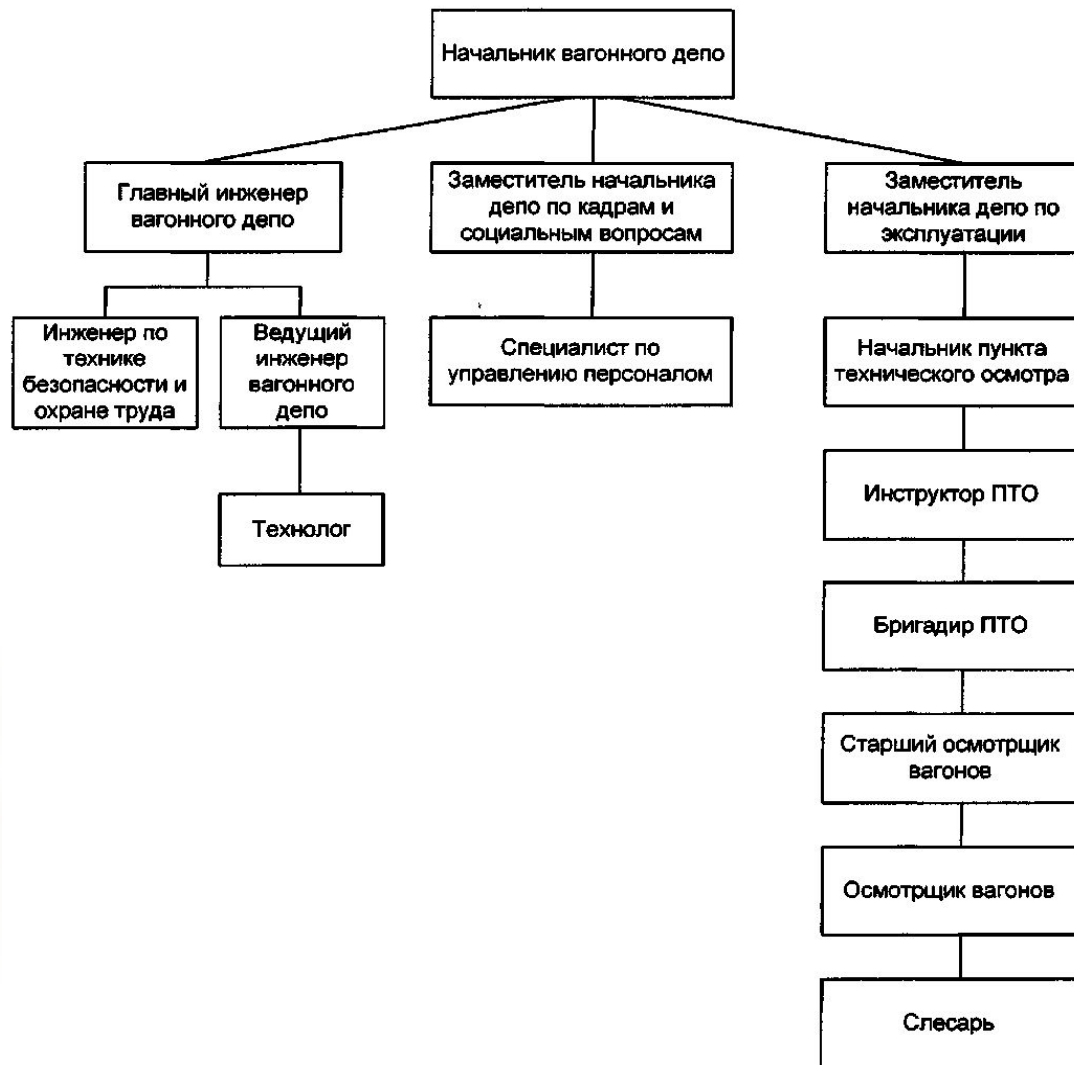 Начальник вагонного депо
Главный инженер
вагонного депо
Заместитель начальника
депо по кадрам и
социальным вопросам
Заместитель
начальника депо по
эксплуатации
Инженер по
технике
безопасности и
охране труда
Ведущий
инженер
вагонного
депо
Специалист по
управлению персоналом
Начальник пункта
технического осмотра
Технолог
Инструктор ПТО
Бригадир ПТО
Старший осмотрщик
вагонов
Осмотрщик вагонов
Слесарь